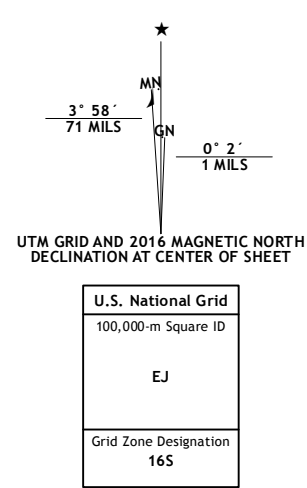 MN
3° 58´
71 MILS
GN
0° 2´
1 MILS
UTM GRID AND 2016 MAGNETIC NORTH
DECLINATION AT CENTER OF SHEET
U.S. National Grid
100,000-m Square ID
EJ
Grid Zone Designation
16S